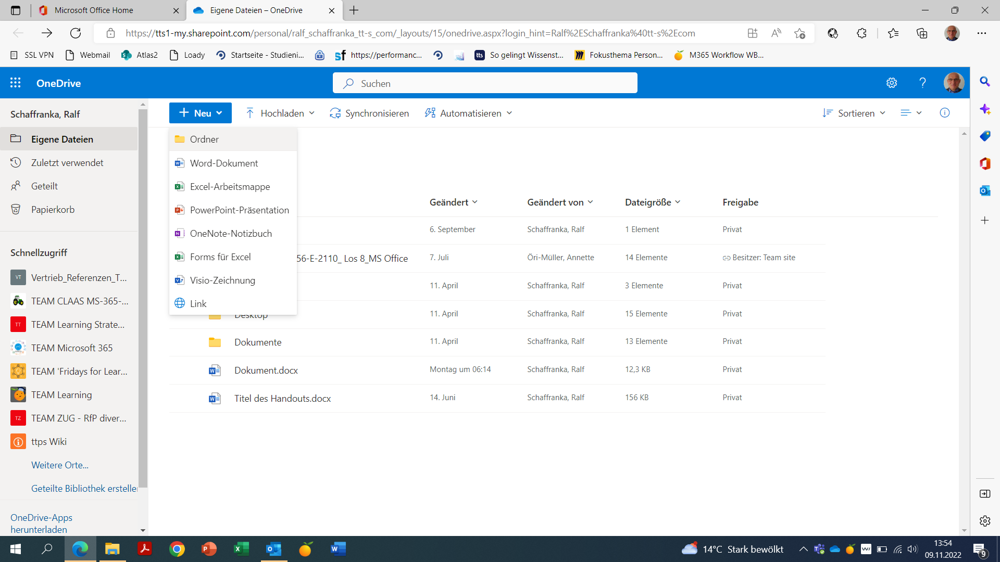 Microsoft Office Home
Eigene Dateien – OneDrive
https://tts1-my.sharepoint.com/personal/ralf_schaffranka_tt-s_com/_layouts/15/onedrive.aspx?login_hint=Ralf%2ESchaffranka%40tt-s%2Ecom
SSL VPN
Webmail
Atlas2
Loady
Startseite - Studieni...
https://performanc...
So gelingt Wissenst...
Fokusthema Person...
M365 Workflow WB...
OneDrive
Suchen
Schaffranka, Ralf
Eigene Dateien
Zuletzt verwendet
Geteilt
Papierkorb
Schnellzugriff
VT Vertrieb_Referenzen_T...
TEAM CLAAS MS-365-...
TT TEAM Learning Strate...
TEAM Microsoft 365
TEAM 'Fridays for Lear...
TEAM Learning
TZ TEAM ZUG - RfP diver...
ttps Wiki
Weitere Orte...
Geteilte Bibliothek erstellen
OneDrive-Apps
herunterladen
+ Neu
Hochladen
Synchronisieren
Automatisieren
Sortieren
Ordner
Word-Dokument
Excel-Arbeitsmappe
PowerPoint-Präsentation
OneNote-Notizbuch
Forms für Excel
Visio-Zeichnung
Link
Geändert Geändert von Dateigröße Freigabe
6. September Schaffranka, Ralf 1 Element Privat
56-E-2110_ Los 8_MS Office 7. Juli Öri-Müller, Annette 14 Elemente Besitzer: Team site
11. April Schaffranka, Ralf 3 Elemente Privat
Desktop 11. April Schaffranka, Ralf 15 Elemente Privat
Dokumente 11. April Schaffranka, Ralf 13 Elemente Privat
Dokument.docx Montag um 06:14 Schaffranka, Ralf 12,3 KB Privat
Titel des Handouts.docx 14. Juni Schaffranka, Ralf 156 KB Privat
14°C Stark bewölkt
13:54
09.11.2022
9